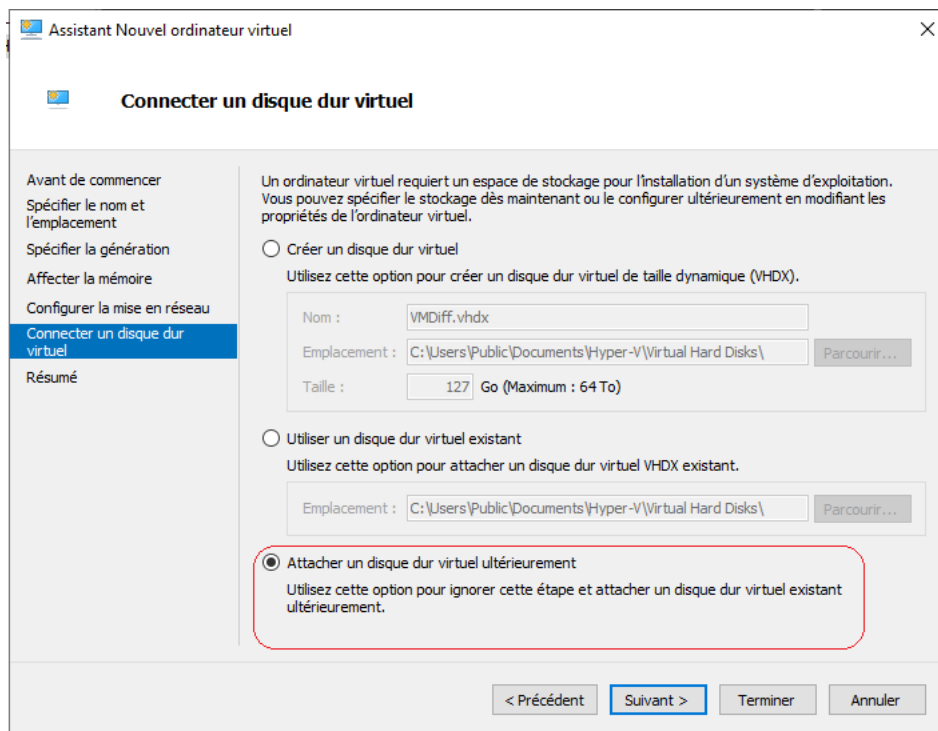 Assistant Nouvel ordinateur virtuel
Connecter un disque dur virtuel
Avant de commencer
Spécifier le nom et
l'emplacement
Spécifier la génération
Affecter la mémoire
Configurer la mise en réseau
Connecter un disque dur
virtuel
Résumé
Un ordinateur virtuel requiert un espace de stockage pour l'installation d'un système d'exploitation.
Vous pouvez spécifier le stockage dès maintenant ou le configurer ultérieurement en modifiant les
propriétés de l'ordinateur virtuel.
Créer un disque dur virtuel
Utilisez cette option pour créer un disque dur virtuel de taille dynamique (VHDX).
Nom : VMDiff.vhdx
Emplacement : C:\Users\Public\Documents\Hyper-V\Virtual Hard Disks\ Parcourir...
Taille : 127 Go (Maximum : 64 To)
Utiliser un disque dur virtuel existant
Utilisez cette option pour attacher un disque dur virtuel VHDX existant.
Emplacement : C:\Users\Public\Documents\Hyper-V\Virtual Hard Disks\ Parcourir...
Attacher un disque dur virtuel ultérieurement
Utilisez cette option pour ignorer cette étape et attacher un disque dur virtuel existant
ultérieurement.
< Précédent Suivant > Terminer Annuler